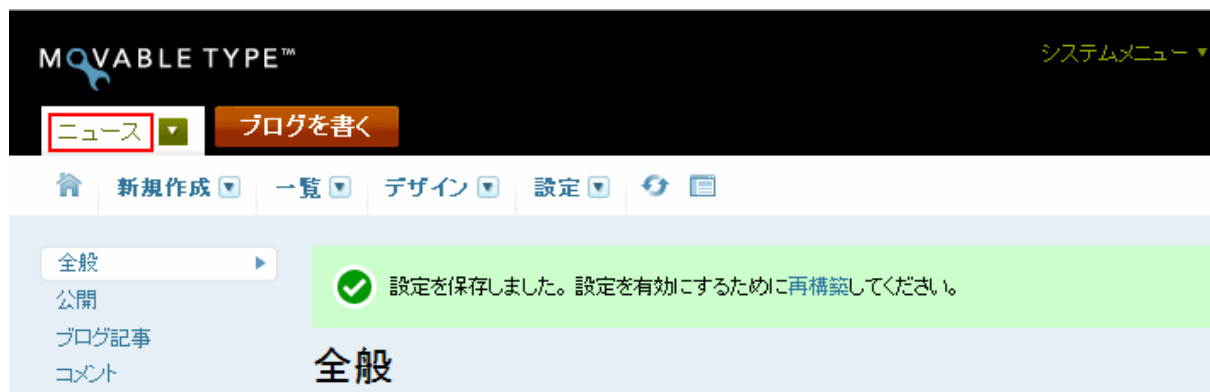 MOVABLE TYPE™
システムメニュー ▼
ニュース ▼ ブログを書く
新規作成 ▼ 一覧 ▼ デザイン ▼ 設定 ▼
全般
設定を保存しました。設定を有効にするために再構築してください。
公開
ブログ記事
コメント
全般